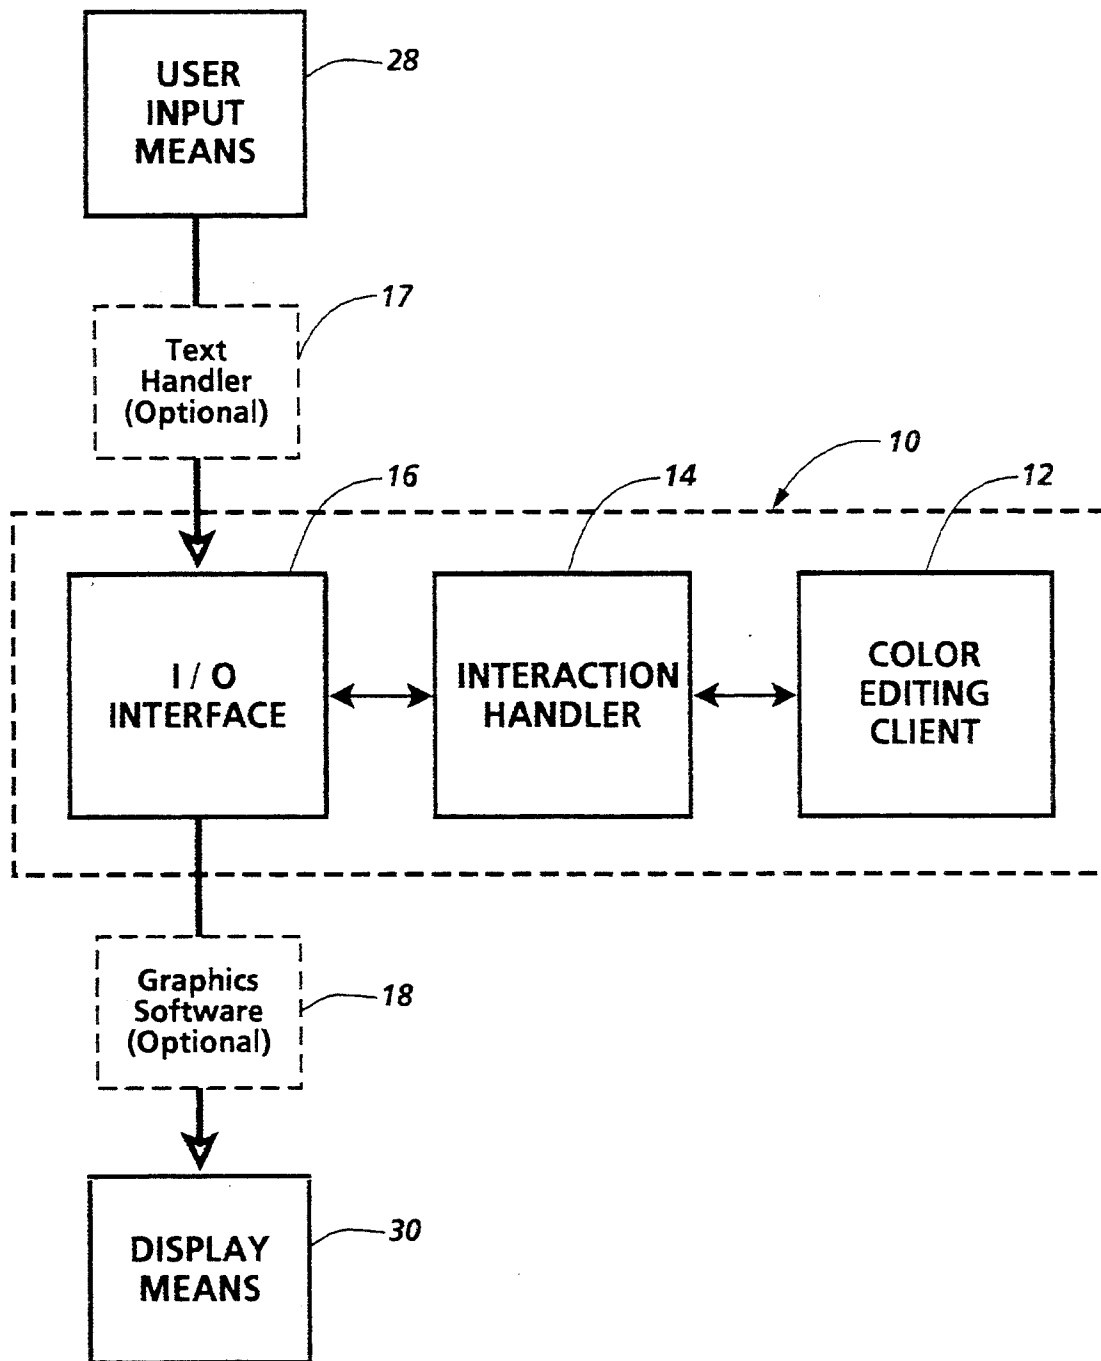 USER
INPUT
MEANS
28
17
Text
Handler
(Optional)
10
16
14
12
I / O
INTERFACE
INTERACTION
HANDLER
COLOR
EDITING
CLIENT
Graphics
Software
(Optional)
18
DISPLAY
MEANS
30